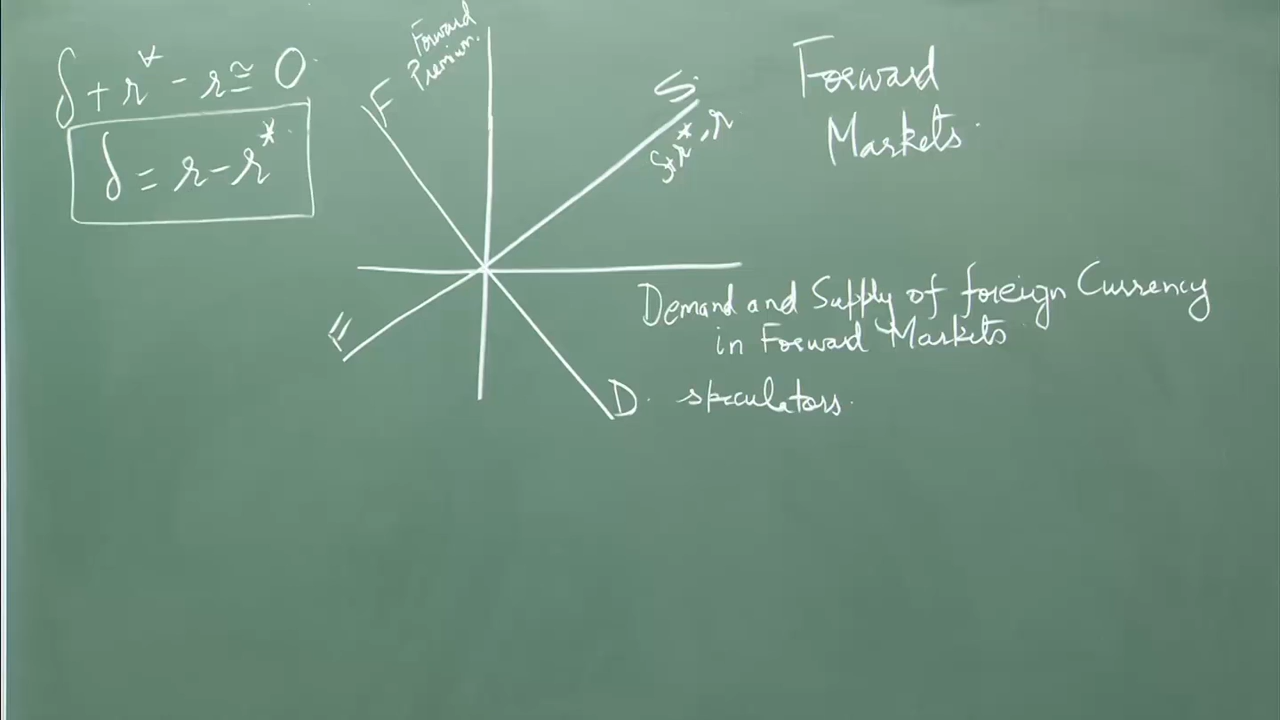 δ + r* - r ≃ 0
δ = r - r*
Forward
Premium.
F
S
δ+r*-r
Forward
Markets
Demand and Supply of foreign Currency
in Forward Markets
D. speculators.